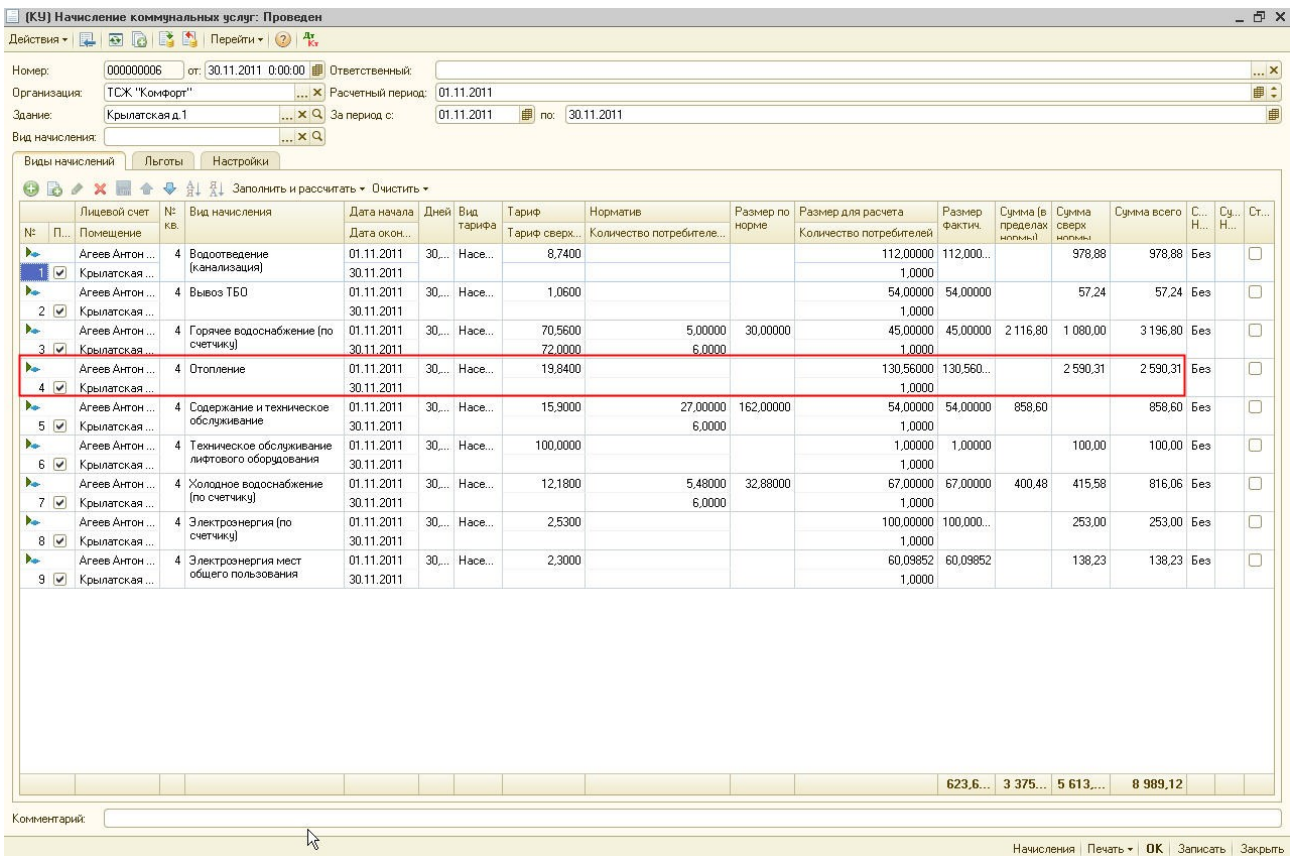 (КУ) Начисление коммунальных услуг: Проведен
Действия Перейти Дт Кт
Номер: 000000006 от: 30.11.2011 0:00:00 Ответственный:
Организация: ТСЖ "Комфорт" ... Расчетный период: 01.11.2011
Здание: Крылатская д.1 ... За период с: 01.11.2011 по: 30.11.2011
Вид начисления: ...
Виды начислений Льготы Настройки
Заполнить и рассчитать Очистить
Лицевой счет № кв. Вид начисления Дата начала Дней Вид тарифа Тариф Норматив Размер по норме Размер для расчета Размер фактич. Сумма (в пределах нормы) Сумма сверх нормы Сумма всего С... Н... Су... Н... Ст...
№ П... Помещение Дата окон... Тариф сверх... Количество потребителе... Количество потребителей
Агеев Антон ... 4 Водоотведение (канализация) 01.11.2011 30,... Насе... 8,7400 112,00000 112,000... 978,88 978,88 Без
1 Крылатская ... 30.11.2011 1,0000
Агеев Антон ... 4 Вывоз ТБО 01.11.2011 30,... Насе... 1,0600 54,00000 54,00000 57,24 57,24 Без
2 Крылатская ... 30.11.2011 1,0000
Агеев Антон ... 4 Горячее водоснабжение (по счетчику) 01.11.2011 30,... Насе... 70,5600 5,00000 30,00000 45,00000 45,00000 2 116,80 1 080,00 3 196,80 Без
3 Крылатская ... 30.11.2011 72,0000 6,0000 1,0000
Агеев Антон ... 4 Отопление 01.11.2011 30,... Насе... 19,8400 130,56000 130,560... 2 590,31 2 590,31 Без
4 Крылатская ... 30.11.2011 1,0000
Агеев Антон ... 4 Содержание и техническое обслуживание 01.11.2011 30,... Насе... 15,9000 27,00000 162,00000 54,00000 54,00000 858,60 858,60 Без
5 Крылатская ... 30.11.2011 6,0000 1,0000
Агеев Антон ... 4 Техническое обслуживание лифтового оборудования 01.11.2011 30,... Насе... 100,0000 1,00000 1,00000 100,00 100,00 Без
6 Крылатская ... 30.11.2011 1,0000
Агеев Антон ... 4 Холодное водоснабжение (по счетчику) 01.11.2011 30,... Насе... 12,1800 5,48000 32,88000 67,00000 67,00000 400,48 415,58 816,06 Без
7 Крылатская ... 30.11.2011 6,0000 1,0000
Агеев Антон ... 4 Электроэнергия (по счетчику) 01.11.2011 30,... Насе... 2,5300 100,00000 100,000... 253,00 253,00 Без
8 Крылатская ... 30.11.2011 1,0000
Агеев Антон ... 4 Электроэнергия мест общего пользования 01.11.2011 30,... Насе... 2,3000 60,09852 60,09852 138,23 138,23 Без
9 Крылатская ... 30.11.2011 1,0000
623,6... 3 375... 5 613,... 8 989,12
Комментарий:
Начисления Печать OK Записать Закрыть